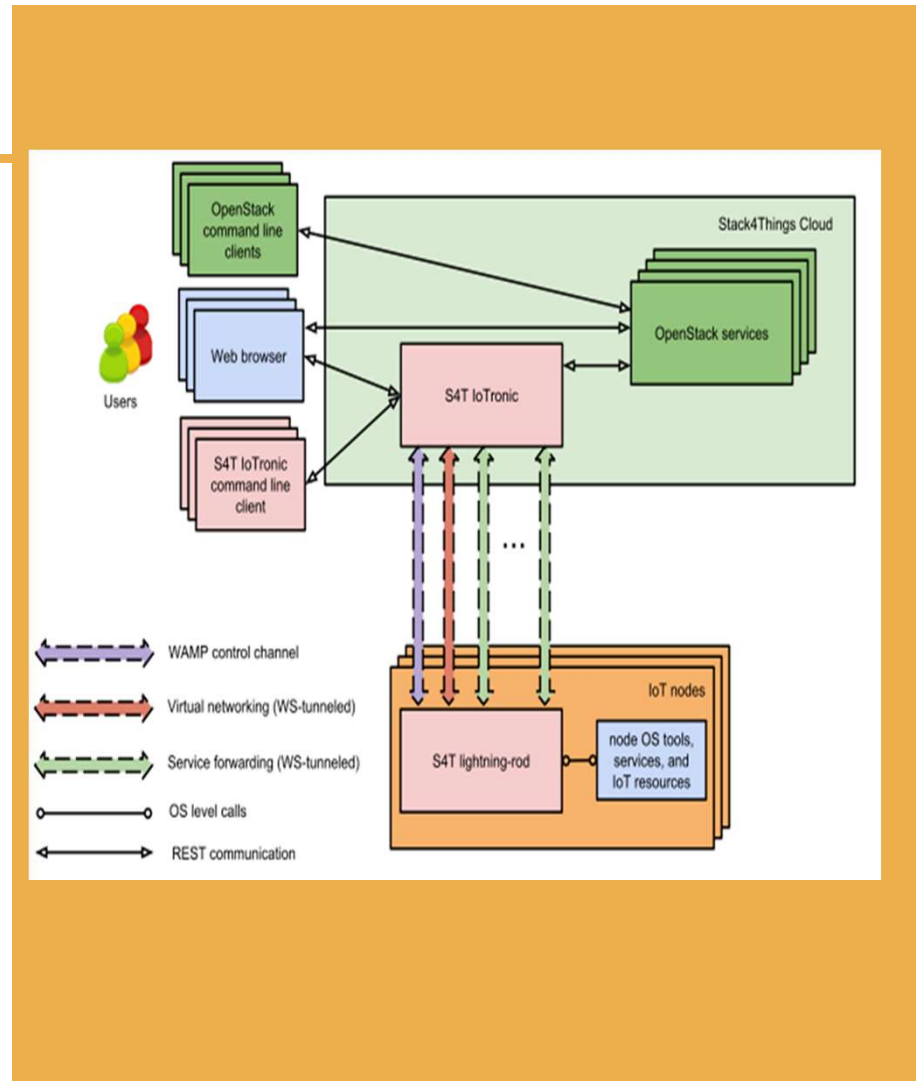 OpenStack
command line
clients
Stack4Things Cloud
OpenStack services
Web browser
S4T IoTronic
Users
S4T IoTronic
command line
client
...
WAMP control channel
Virtual networking (WS-tunneled)
Service forwarding (WS-tunneled)
OS level calls
REST communication
IoT nodes
S4T lightning-rod
node OS tools,
services, and
IoT resources